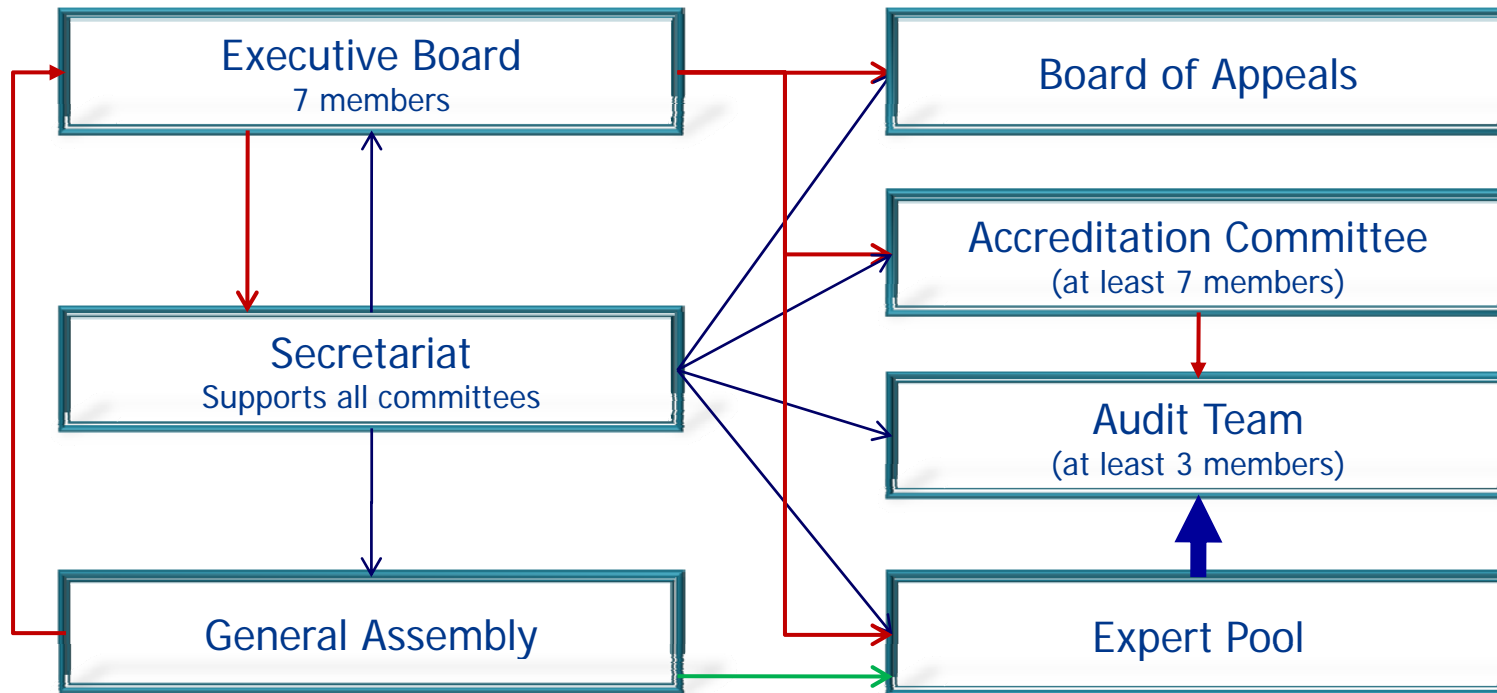 Executive Board
7 members
Board of Appeals
Accreditation Committee
(at least 7 members)
Secretariat
Supports all committees
Audit Team
(at least 3 members)
General Assembly
Expert Pool